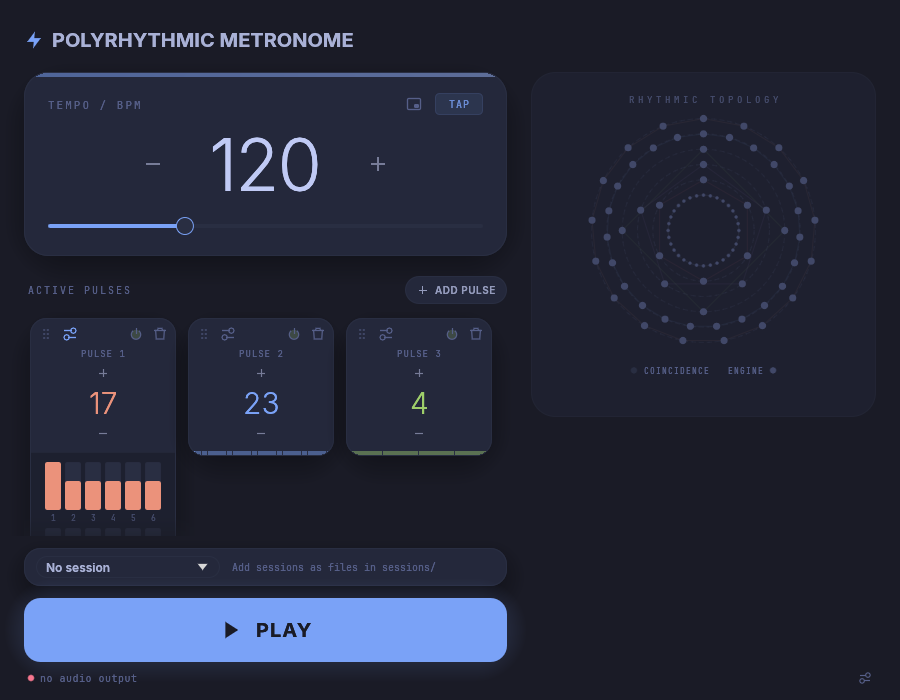 POLYRHYTHMIC METRONOME
TEMPO / BPM
TAP
− 120 +
ACTIVE PULSES
+ ADD PULSE
PULSE 1
+
17
−
1 2 3 4 5 6
PULSE 2
+
23
−
PULSE 3
+
4
−
No session
Add sessions as files in sessions/
PLAY
no audio output
RHYTHMIC TOPOLOGY
COINCIDENCE ENGINE